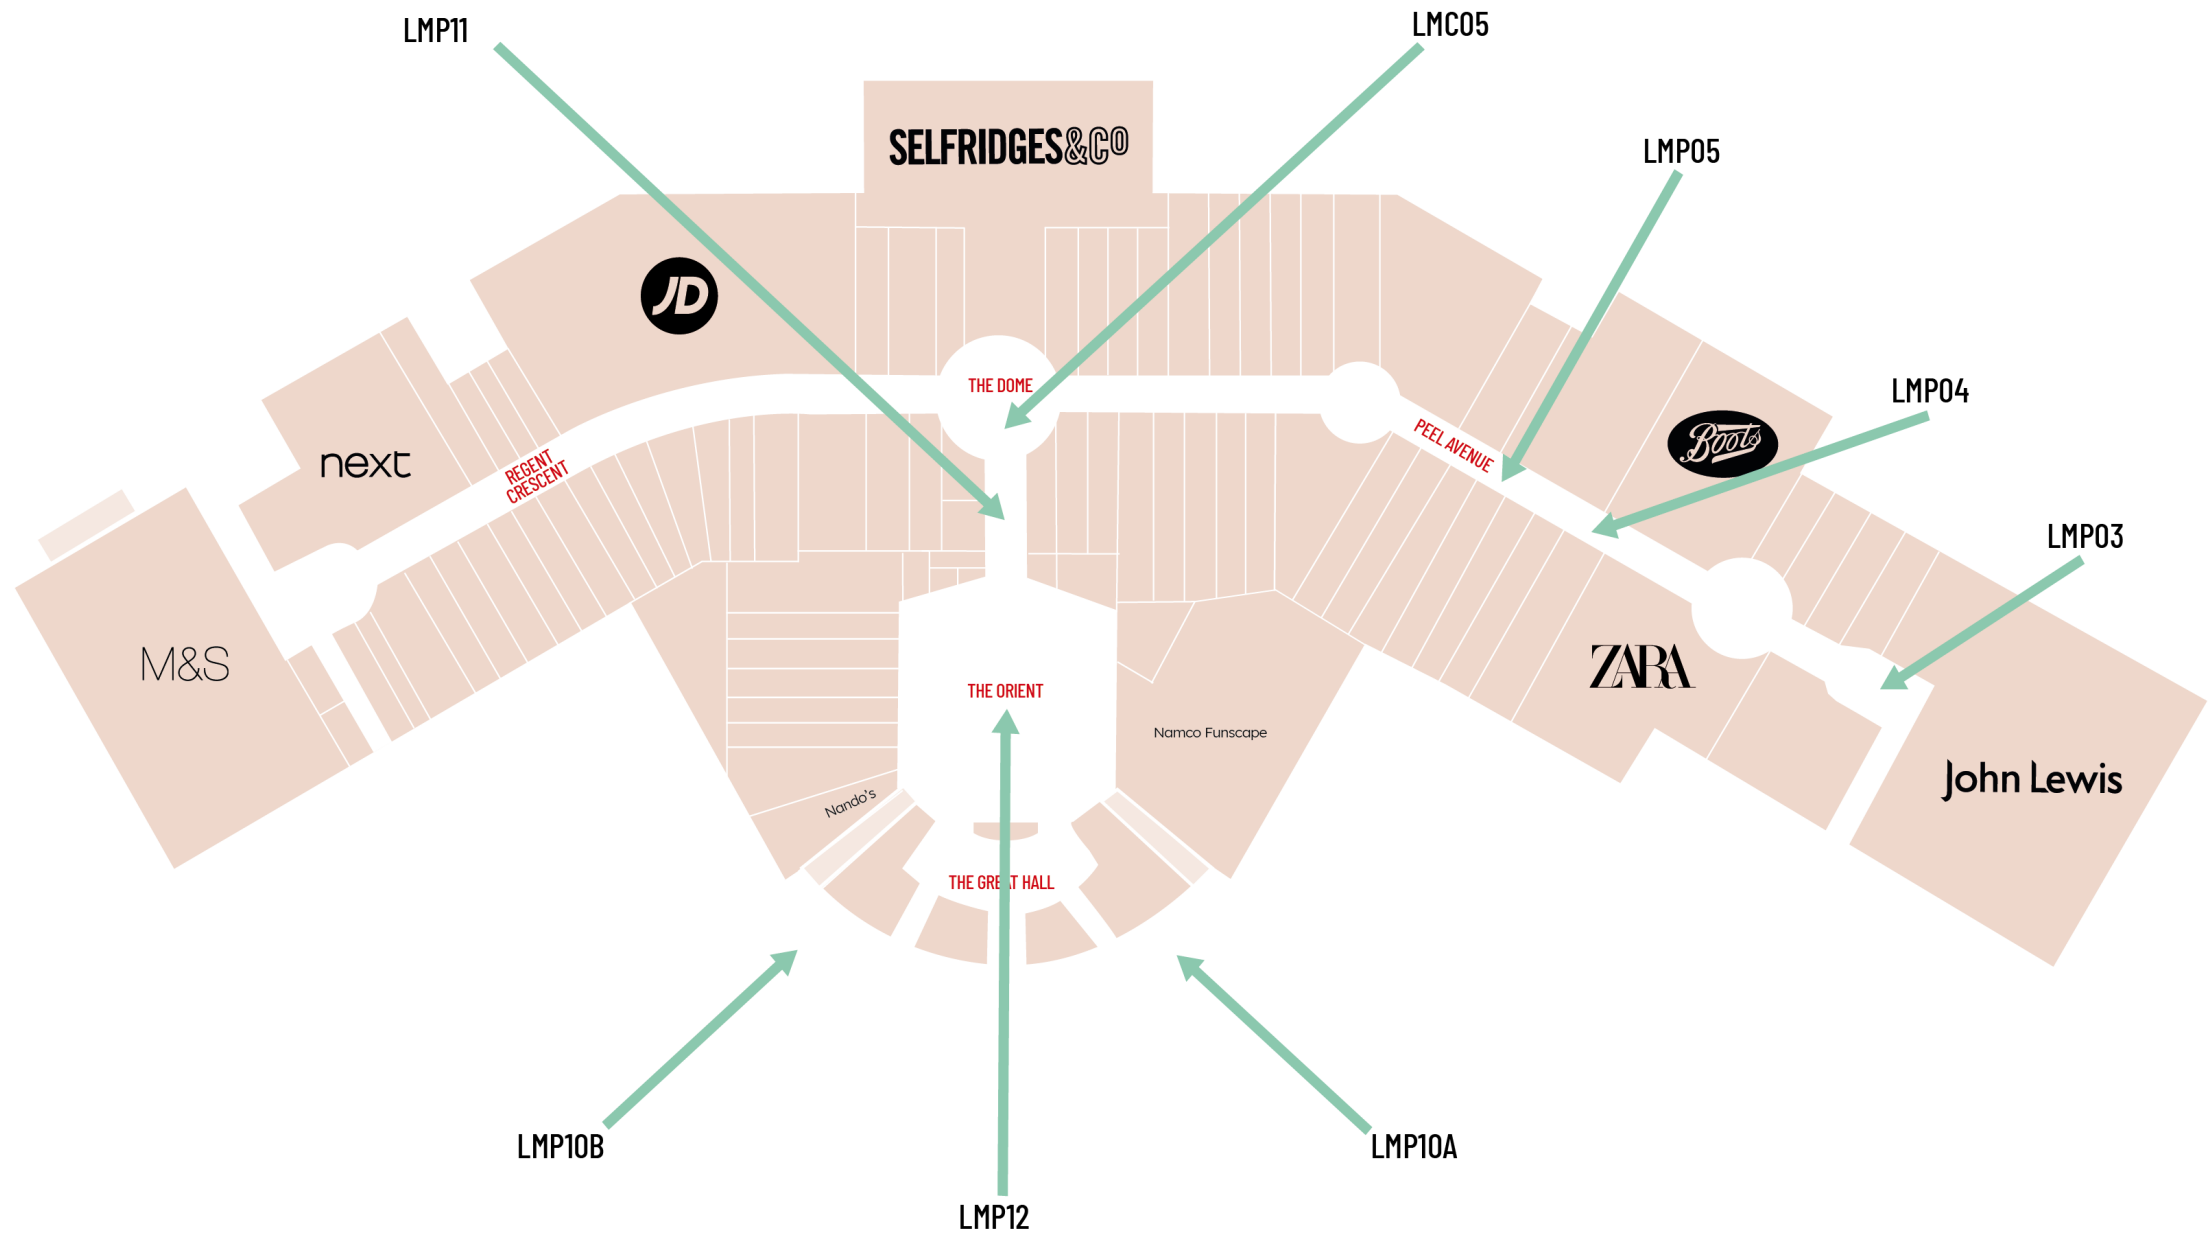 LMP11
LMC05
SELFRIDGES&CO
LMP05
JD
THE DOME
LMP04
PEEL AVENUE
Boots
next
REGENT
CRESCENT
LMP03
M&S
ZARA
THE ORIENT
Namco Funscape
John Lewis
Nando's
THE GREAT HALL
LMP10B
LMP10A
LMP12